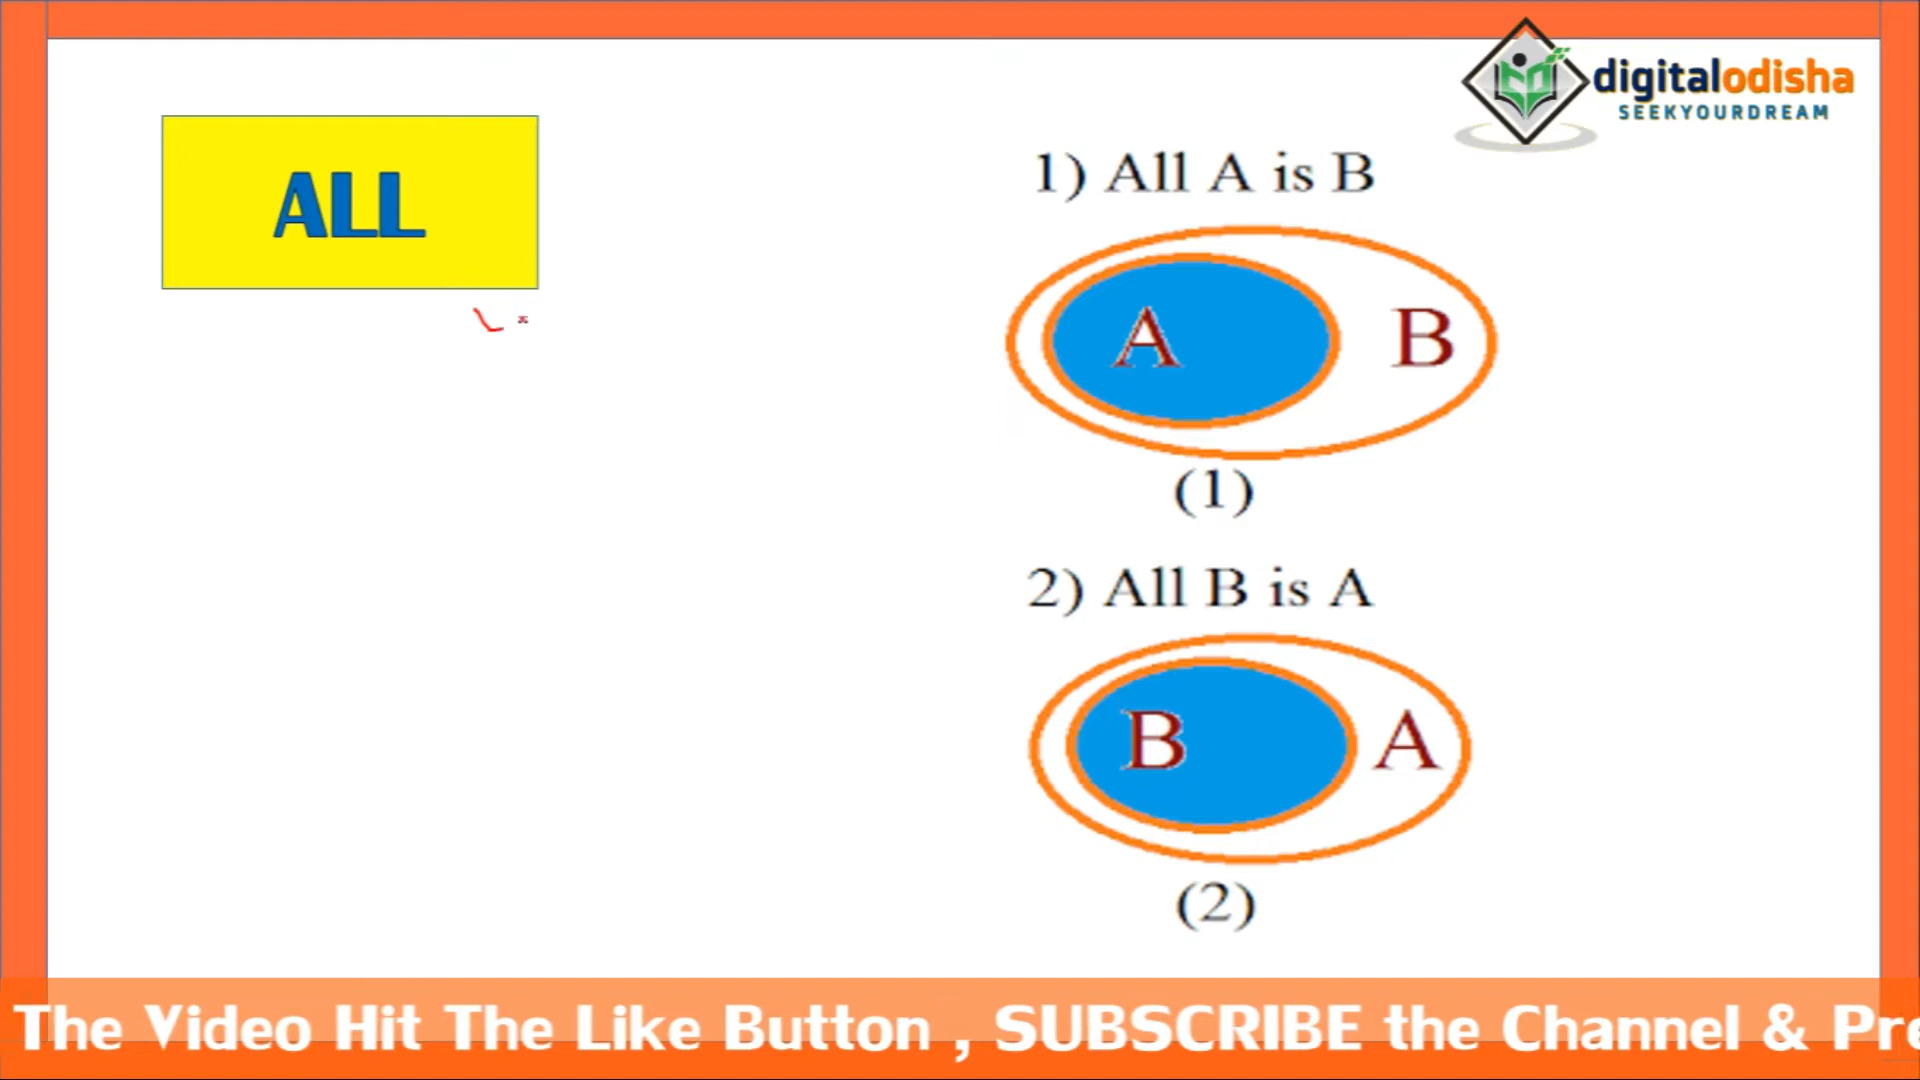 digitalodisha
SEEKYOURDREAM
ALL
1) All A is B
A
B
(1)
2) All B is A
B
A
(2)
The Video Hit The Like Button , SUBSCRIBE the Channel & Pre